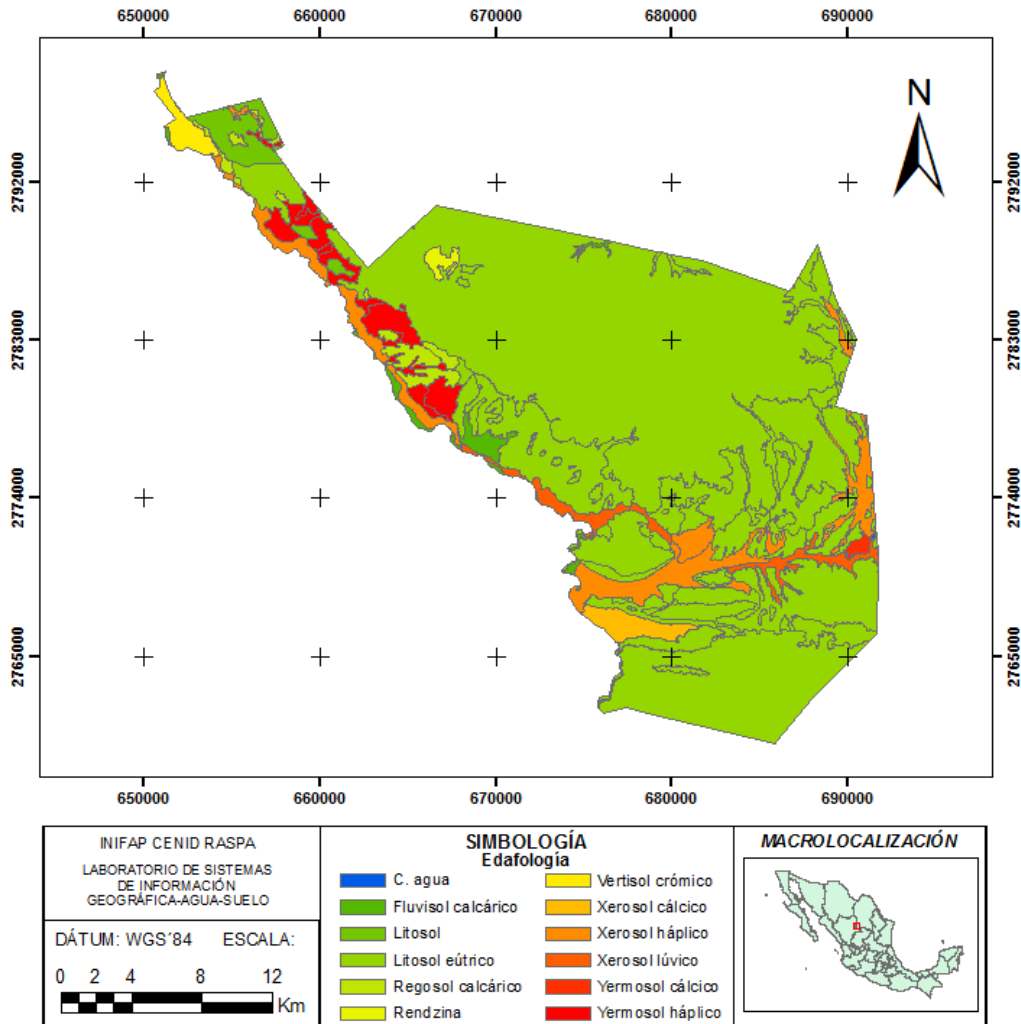 650000 660000 670000 680000 690000
N
2792000 2792000
2783000 2783000
2774000 2774000
2765000 2765000
650000 660000 670000 680000 690000
INIFAP CENID RASPA
LABORATORIO DE SISTEMAS
DE INFORMACIÓN
GEOGRÁFICA-AGUA-SUELO
DÁTUM: WGS´84 ESCALA:
0 2 4 8 12
Km
SIMBOLOGÍA
Edafología
C. agua
Fluvisol calcárico
Litosol
Litosol eútrico
Regosol calcárico
Rendzina
Vertisol crómico
Xerosol cálcico
Xerosol háplico
Xerosol lúvico
Yermosol cálcico
Yermosol háplico
MACROLOCALIZACIÓN